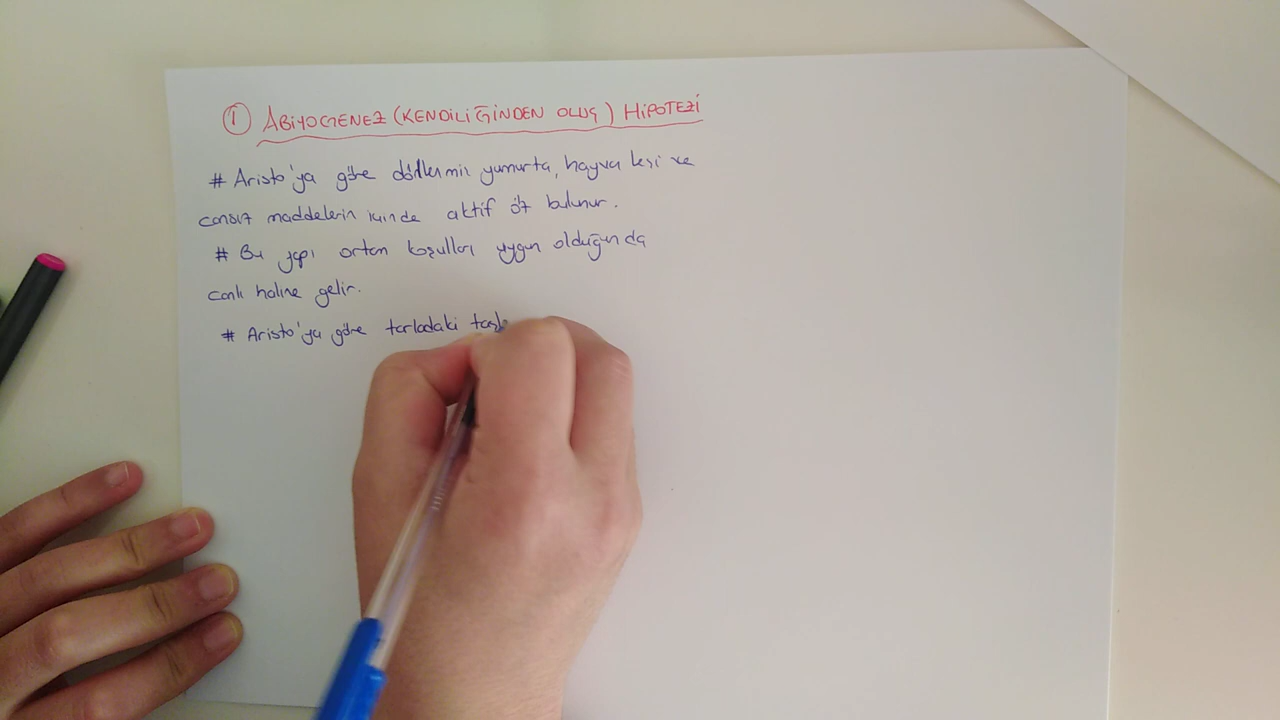 1 ABİYOGENEZ (KENDİLİĞİNDEN OLUŞ) HİPOTEZİ
# Aristo'ya göre döllenmiş yumurta, hayva leşi ve
cansız maddelerin içinde aktif öz bulunur.
# Bu yapı ortam koşulları uygun olduğunda
canlı haline gelir.
# Aristo'ya göre tarladaki